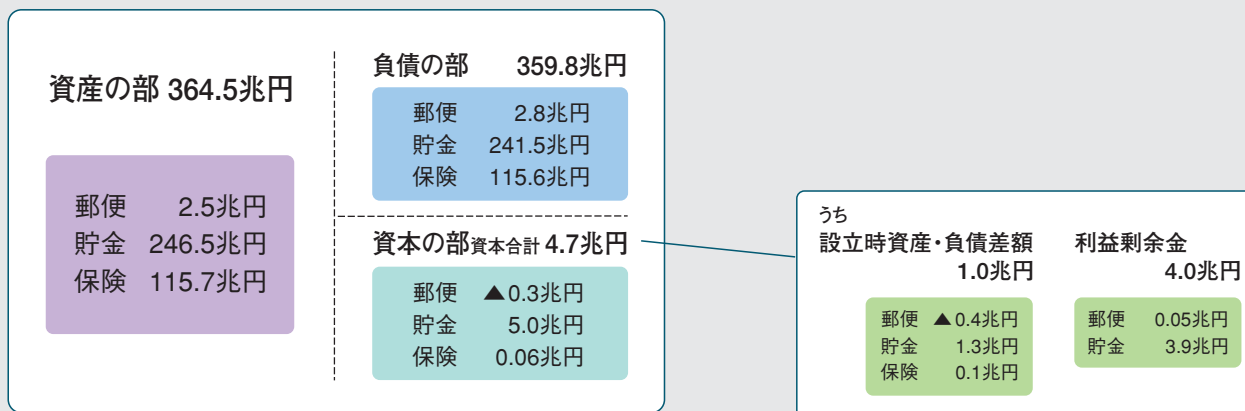 資産の部 364.5兆円
郵便 2.5兆円
貯金 246.5兆円
保険 115.7兆円
負債の部 359.8兆円
郵便 2.8兆円
貯金 241.5兆円
保険 115.6兆円
資本の部資本合計 4.7兆円
郵便 ▲0.3兆円
貯金 5.0兆円
保険 0.06兆円
うち
設立時資産・負債差額
1.0兆円
郵便 ▲0.4兆円
貯金 1.3兆円
保険 0.1兆円
利益剰余金
4.0兆円
郵便 0.05兆円
貯金 3.9兆円